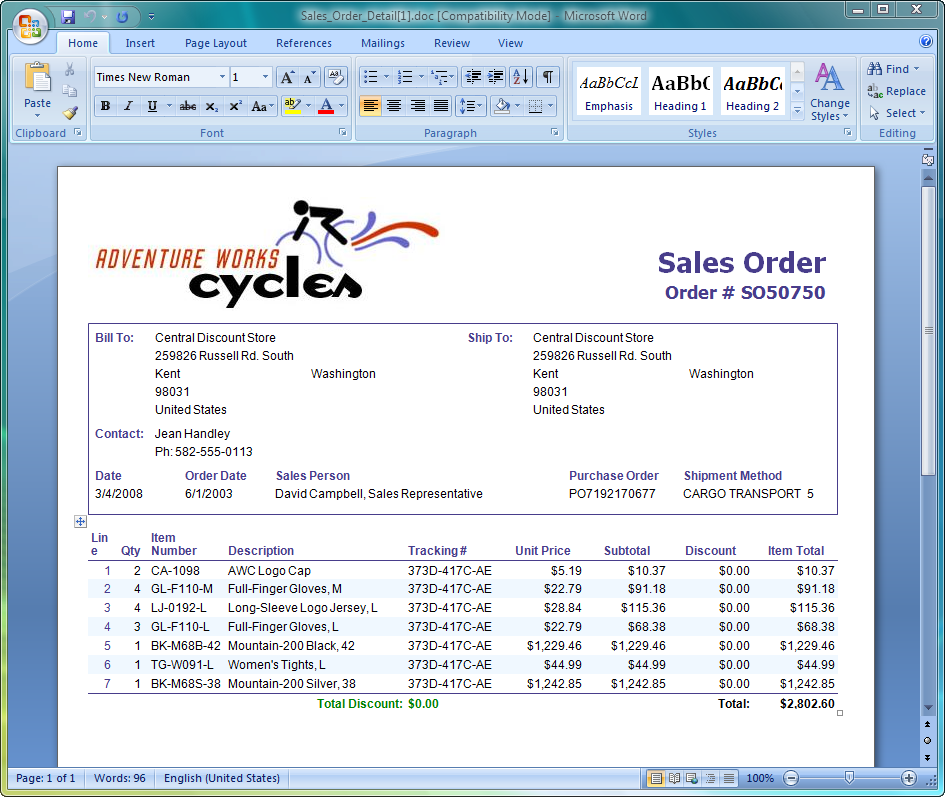 Sales_Order_Detail[1].doc [Compatibility Mode] - Microsoft Word
Home Insert Page Layout References Mailings Review View
Times New Roman 1
Paste
B I U abc X₂ X² Aa ab A
AaBbCcL AaBb( AaBbC
Emphasis Heading 1 Heading 2
Change Styles
Find
Replace
Select
Clipboard Font Paragraph Styles Editing
ADVENTURE WORKS
cycles
Sales Order
Order # SO50750
Bill To: Central Discount Store Ship To: Central Discount Store
259826 Russell Rd. South 259826 Russell Rd. South
Kent Washington Kent Washington
98031 98031
United States United States
Contact: Jean Handley
Ph: 582-555-0113
Date Order Date Sales Person Purchase Order Shipment Method
3/4/2008 6/1/2003 David Campbell, Sales Representative PO7192170677 CARGO TRANSPORT 5
Lin Item
e Qty Number Description Tracking # Unit Price Subtotal Discount Item Total
1 2 CA-1098 AWC Logo Cap 373D-417C-AE $5.19 $10.37 $0.00 $10.37
2 4 GL-F110-M Full-Finger Gloves, M 373D-417C-AE $22.79 $91.18 $0.00 $91.18
3 4 LJ-0192-L Long-Sleeve Logo Jersey, L 373D-417C-AE $28.84 $115.36 $0.00 $115.36
4 3 GL-F110-L Full-Finger Gloves, L 373D-417C-AE $22.79 $68.38 $0.00 $68.38
5 1 BK-M68B-42 Mountain-200 Black, 42 373D-417C-AE $1,229.46 $1,229.46 $0.00 $1,229.46
6 1 TG-W091-L Women's Tights, L 373D-417C-AE $44.99 $44.99 $0.00 $44.99
7 1 BK-M68S-38 Mountain-200 Silver, 38 373D-417C-AE $1,242.85 $1,242.85 $0.00 $1,242.85
Total Discount: $0.00 Total: $2,802.60
Page: 1 of 1 Words: 96 English (United States) 100%